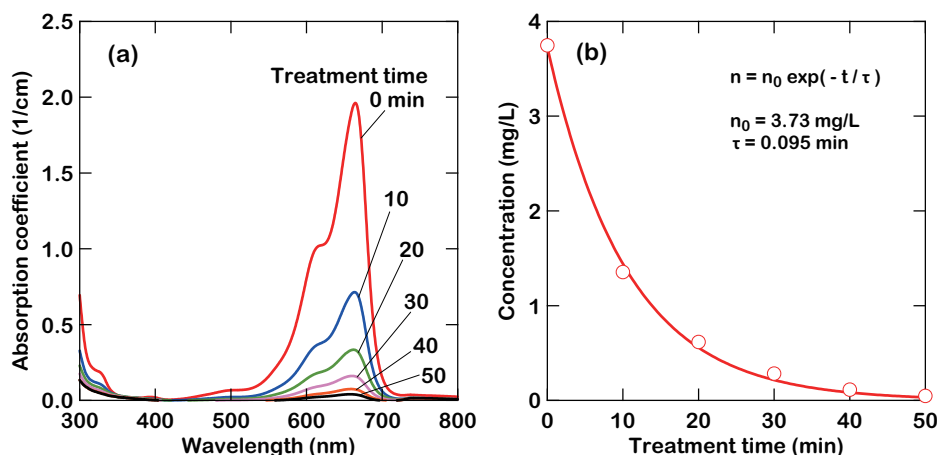 (a)
Treatment time
0 min
10
20
30
40
50
2.5
2.0
1.5
1.0
0.5
0.0
300 400 500 600 700 800
Wavelength (nm)
Absorption coefficient (1/cm)
(b)
n = n₀ exp( - t / τ )
n₀ = 3.73 mg/L
τ = 0.095 min
4
3
2
1
0
0 10 20 30 40 50
Treatment time (min)
Concentration (mg/L)